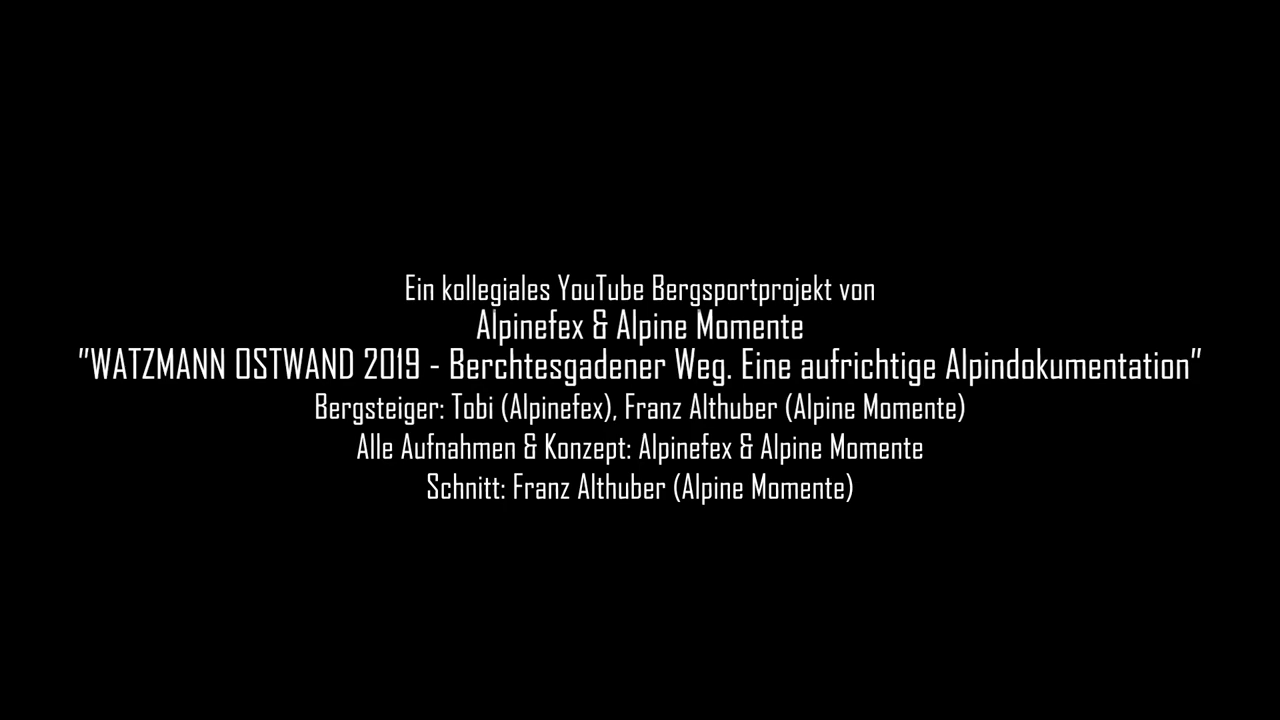 Ein kollegiales YouTube Bergsportprojekt von
Alpinefex & Alpine Momente
"WATZMANN OSTWAND 2019 - Berchtesgadener Weg. Eine aufrichtige Alpindokumentation"
Bergsteiger: Tobi (Alpinefex), Franz Althuber (Alpine Momente)
Alle Aufnahmen & Konzept: Alpinefex & Alpine Momente
Schnitt: Franz Althuber (Alpine Momente)